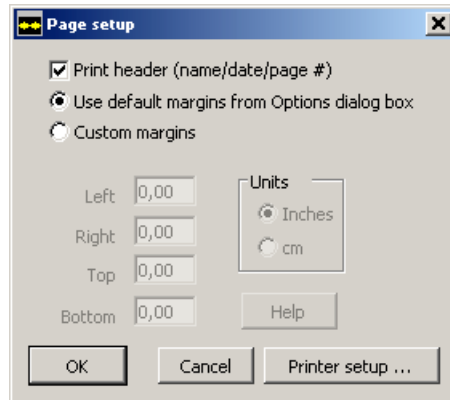 Page setup
Print header (name/date/page #)
Use default margins from Options dialog box
Custom margins
Left 0,00
Right 0,00
Top 0,00
Bottom 0,00
Units
Inches
cm
Help
OK Cancel Printer setup ...